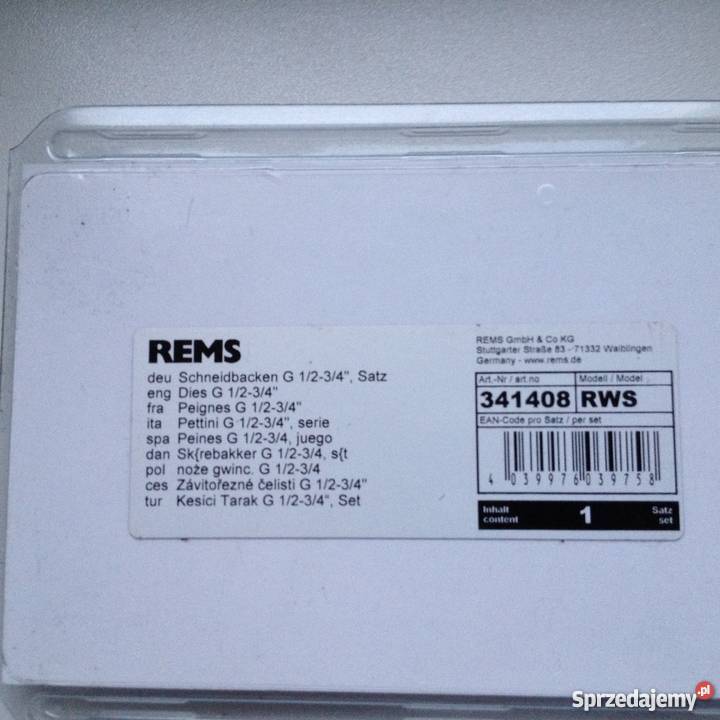 REMS
deu Schneidbacken G 1/2-3/4", Satz
eng Dies G 1/2-3/4"
fra Peignes G 1/2-3/4"
ita Pettini G 1/2-3/4", serie
spa Peines G 1/2-3/4, juego
dan Sk{rebakker G 1/2-3/4, s{t
pol noże gwinc. G 1/2-3/4
ces Závitořezné čelisti G 1/2-3/4"
tur Kesici Tarak G 1/2-3/4", Set
REMS GmbH & Co KG
Stuttgarter Straße 83 - 71332 Waiblingen
Germany - www.rems.de
Art.-Nr / art.no
Modell / Model :
341408 RWS
EAN-Code pro Satz / per set
4 039976 039758
Inhalt
content
1
Satz
set
Sprzedajemy.pl